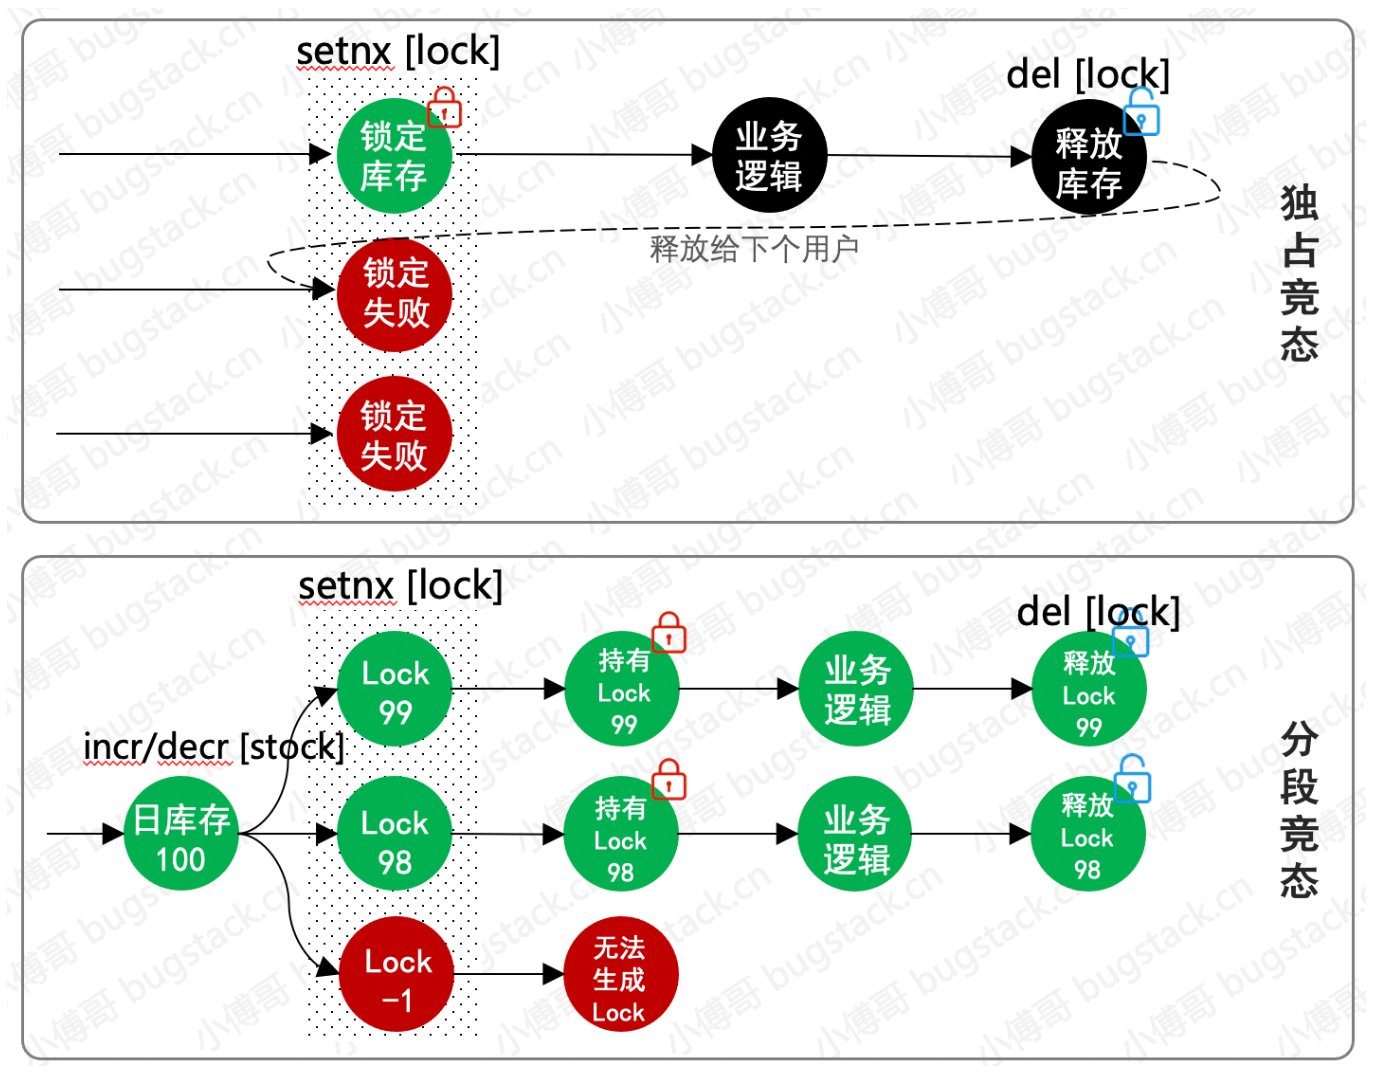 setnx [lock]
del [lock]
锁定
库存
业务
逻辑
释放
库存
释放给下个用户
锁定
失败
锁定
失败
独
占
竞
态
setnx [lock]
del [lock]
incr/decr [stock]
日库存
100
Lock
99
持有
Lock
99
业务
逻辑
释放
Lock
99
Lock
98
持有
Lock
98
业务
逻辑
释放
Lock
98
Lock
-1
无法
生成
Lock
分
段
竞
态
小傅哥 bugstack.cn